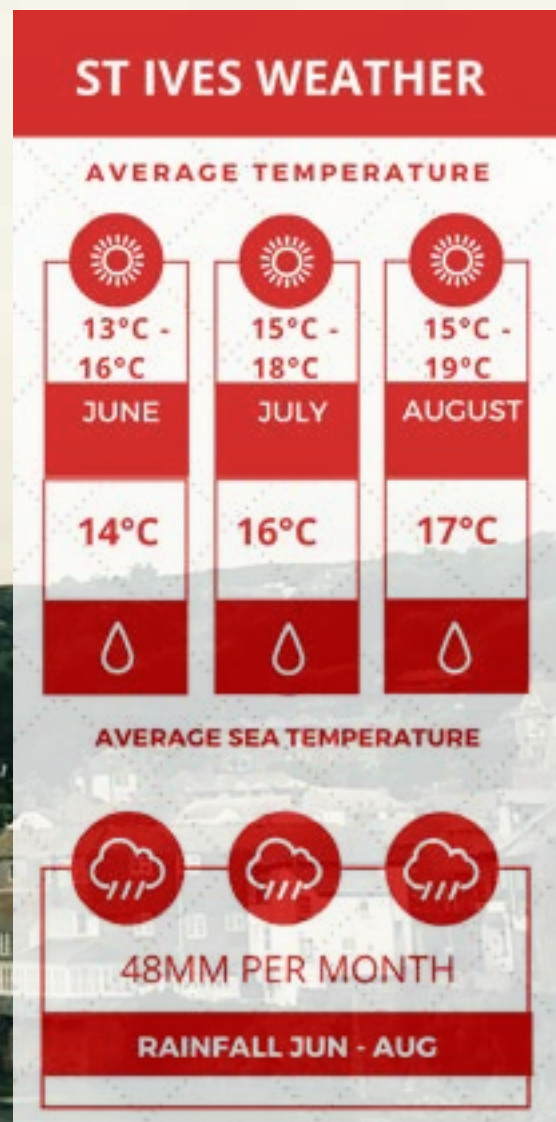 ST IVES WEATHER
AVERAGE TEMPERATURE
13°C -
16°C
JUNE
15°C -
18°C
JULY
15°C -
19°C
AUGUST
14°C
16°C
17°C
AVERAGE SEA TEMPERATURE
48MM PER MONTH
RAINFALL JUN - AUG